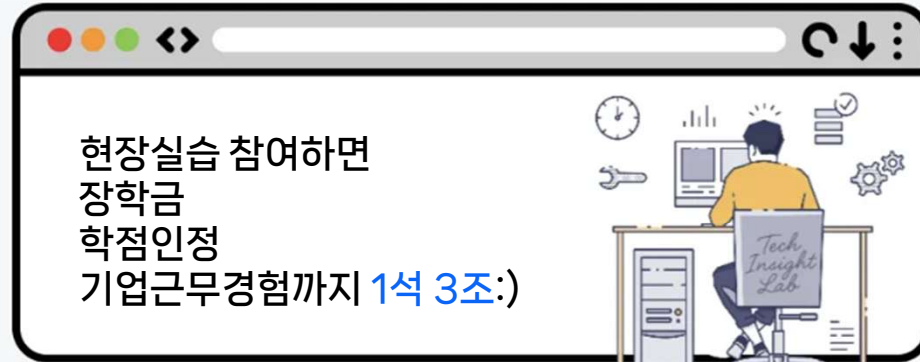 현장실습 참여하면
장학금
학점인정
기업근무경험까지 1석 3조:)
Tech
Insight
Lab